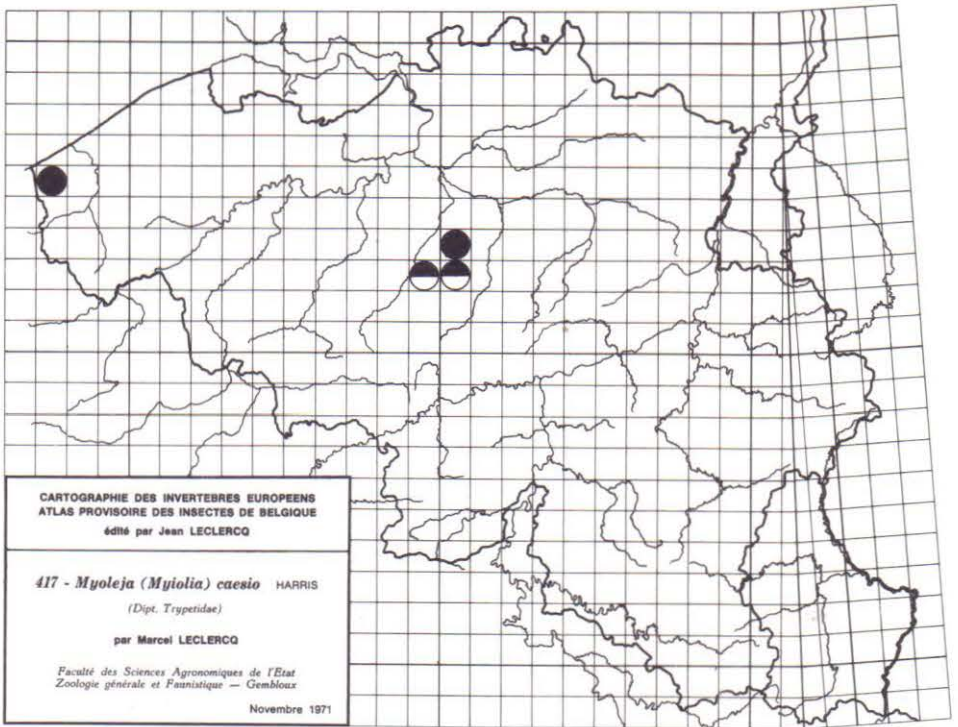 CARTOGRAPHIE DES INVERTEBRES EUROPEENS
ATLAS PROVISOIRE DES INSECTES DE BELGIQUE
édité par Jean LECLERCQ
417 - Myoleja (Myiolia) caesio HARRIS
(Dipt. Trypetidae)
par Marcel LECLERCQ
Faculté des Sciences Agronomiques de l'Etat
Zoologie générale et Faunistique — Gembloux
Novembre 1971